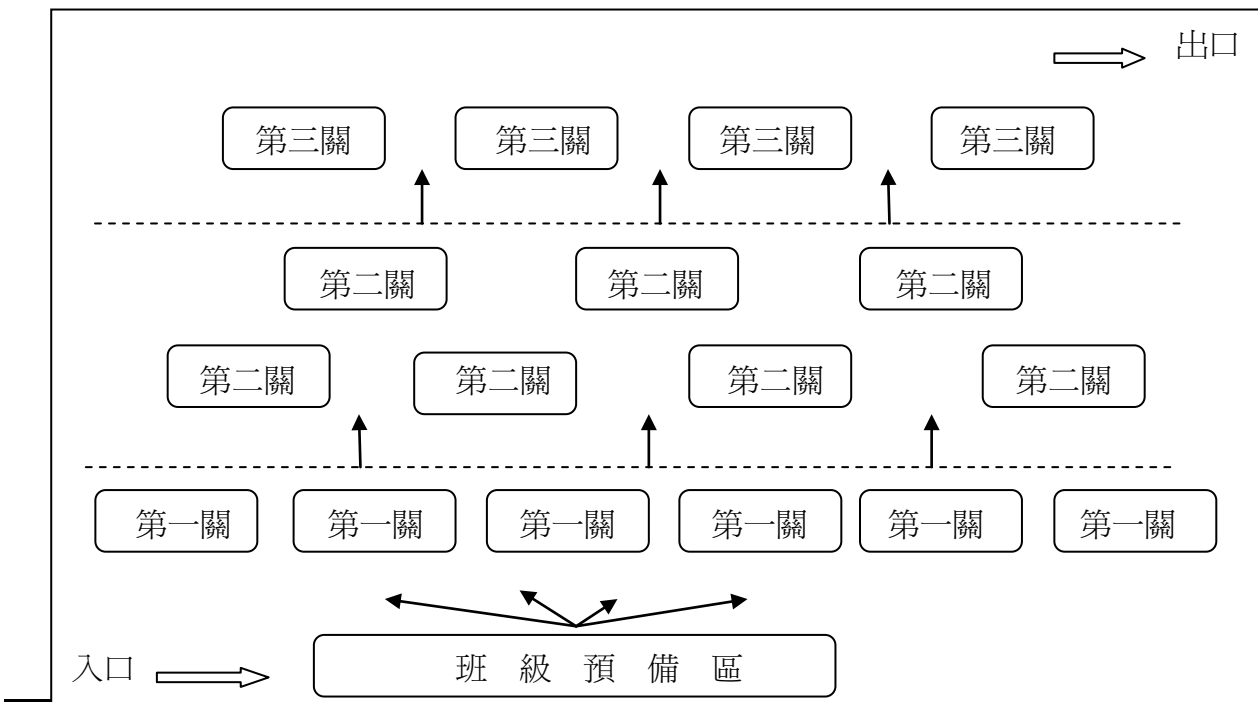 出口
第三關 第三關 第三關 第三關
第二關 第二關 第二關
第二關 第二關 第二關 第二關
第一關 第一關 第一關 第一關 第一關 第一關
入口 班級預備區